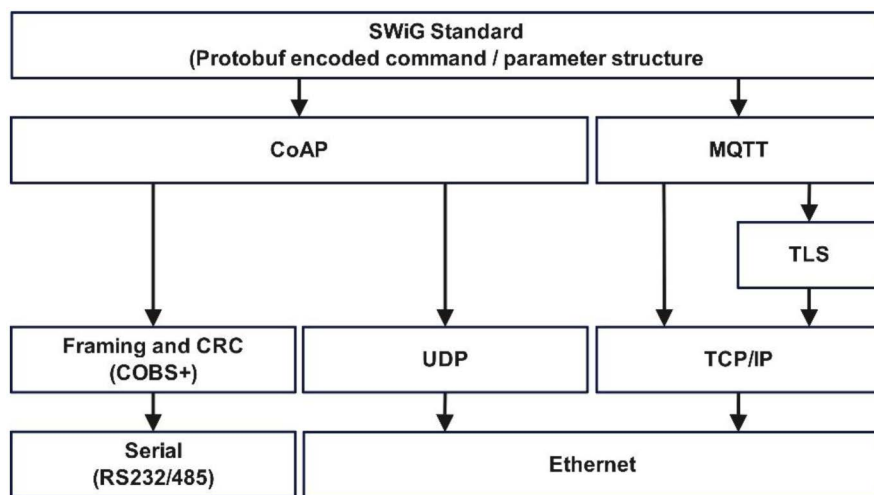 SWiG Standard
(Protobuf encoded command / parameter structure
CoAP
MQTT
TLS
Framing and CRC
(COBS+)
UDP
TCP/IP
Serial
(RS232/485)
Ethernet